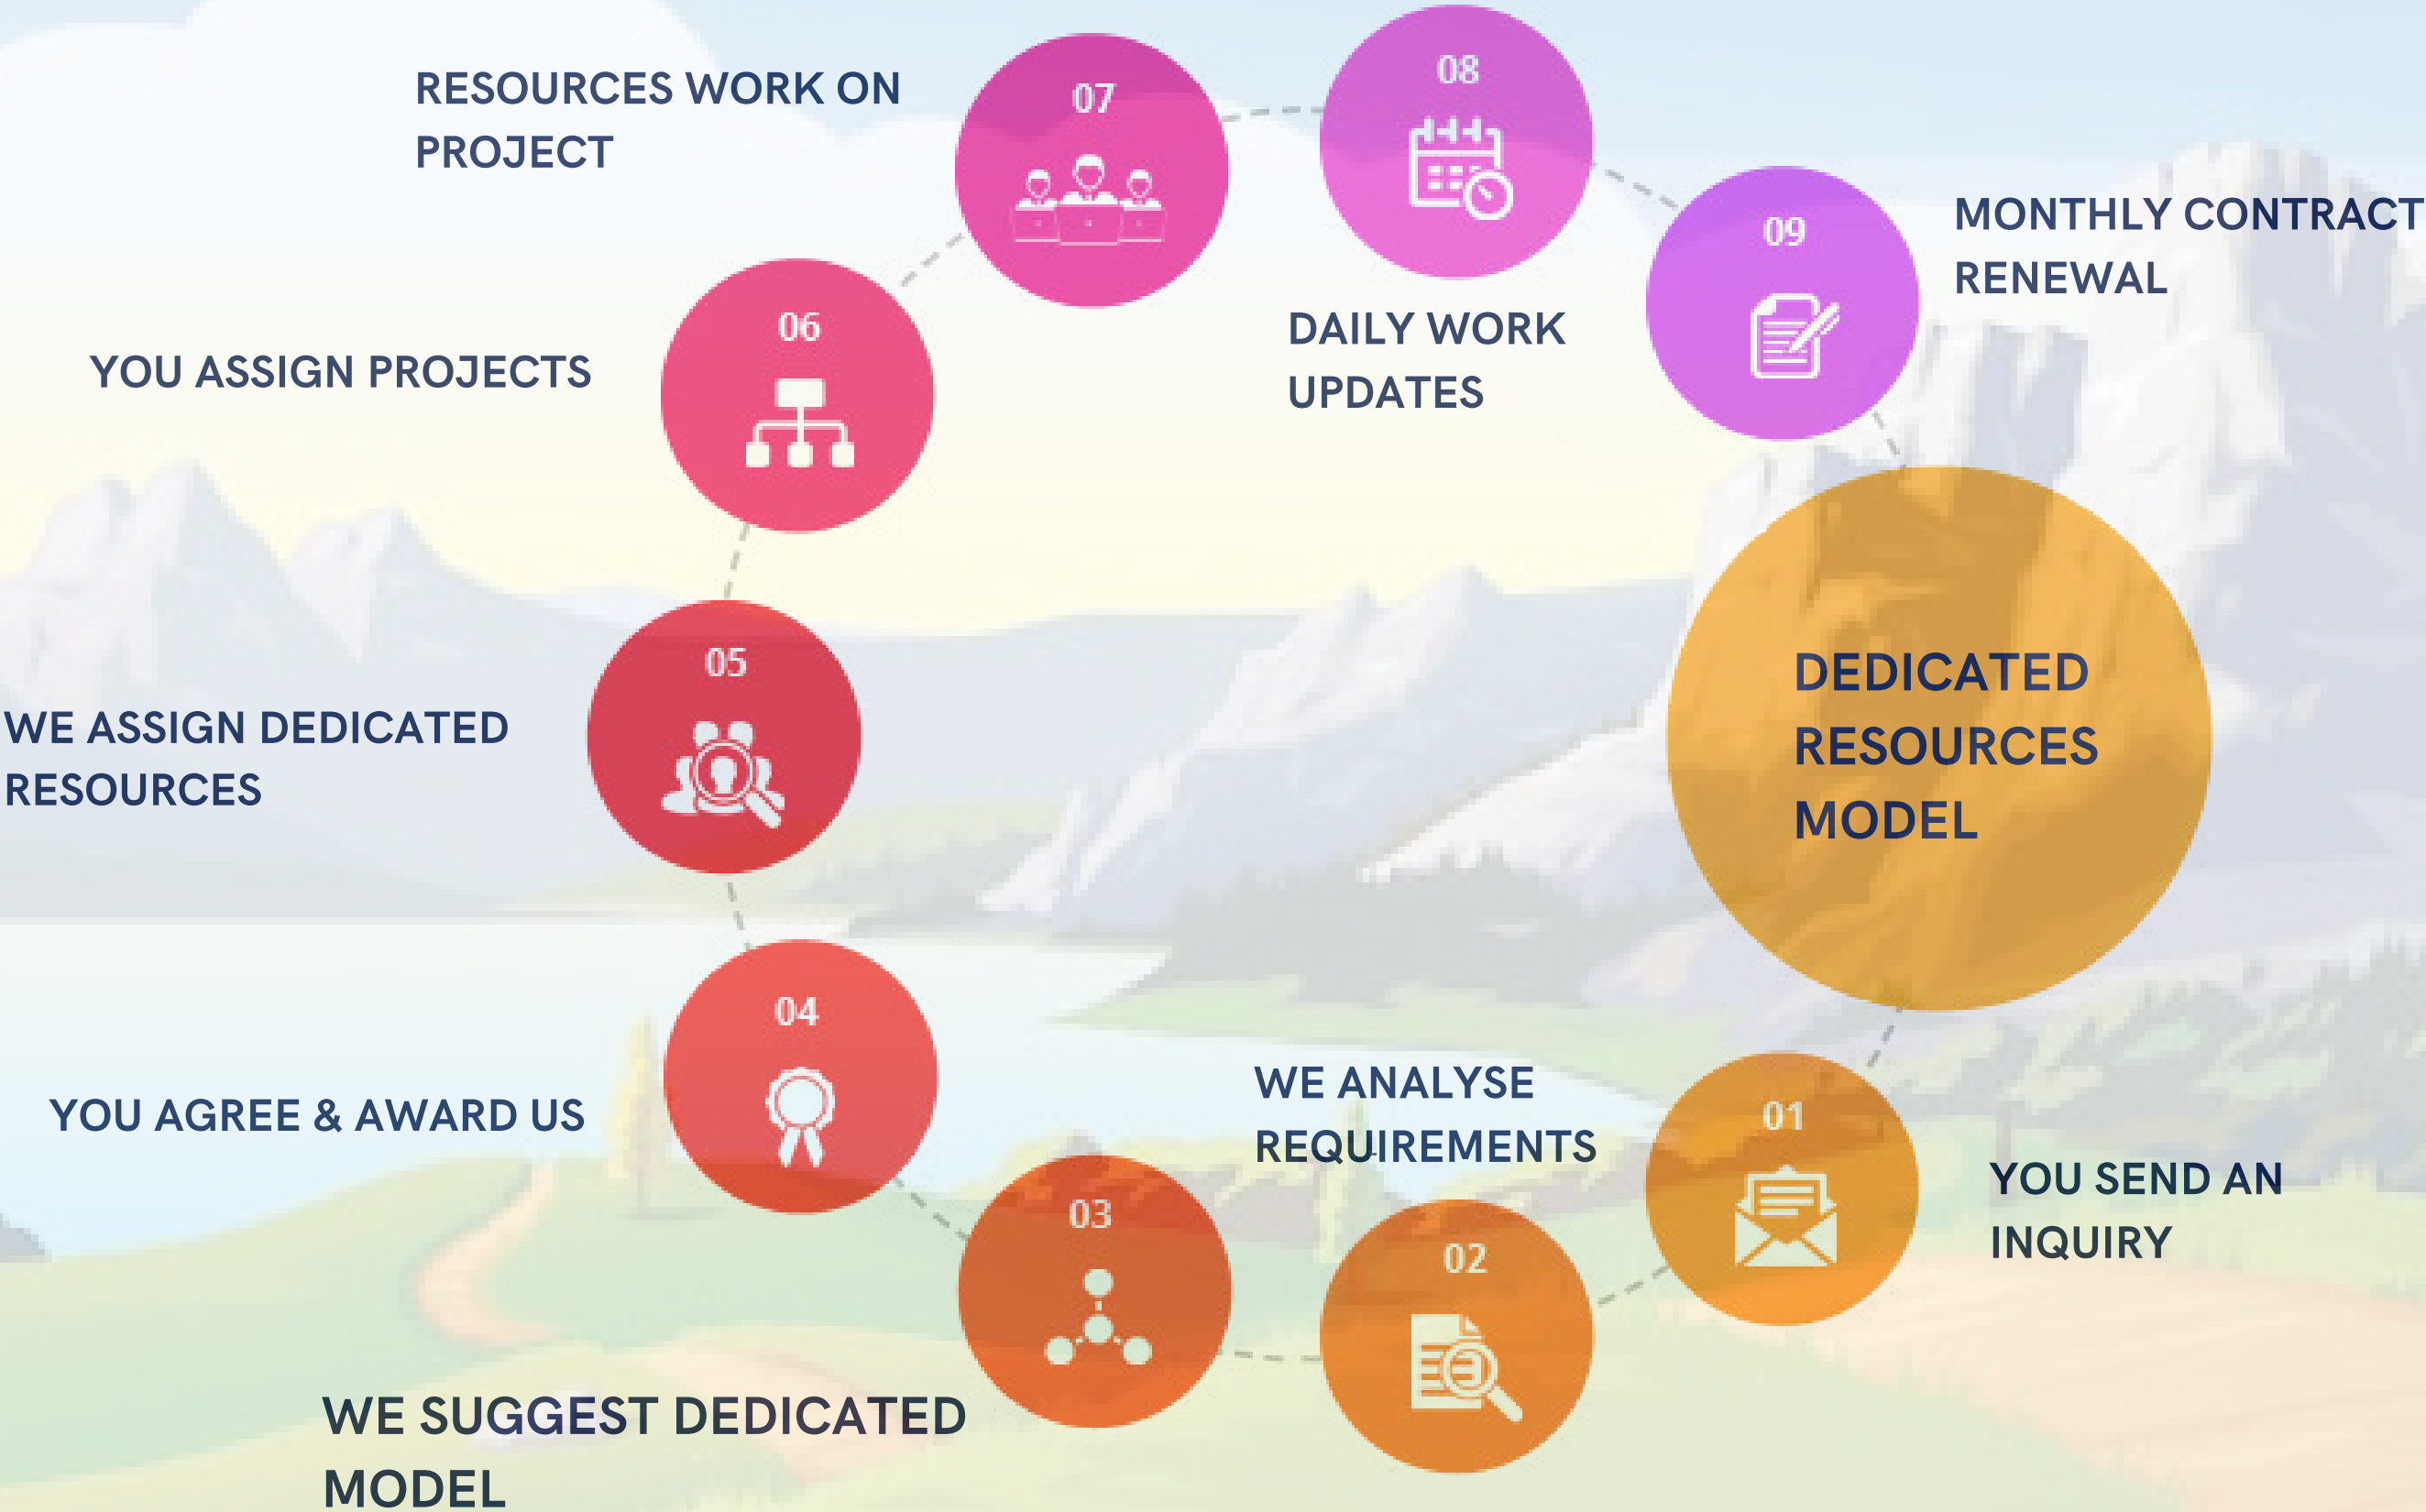 DEDICATED
RESOURCES
MODEL
01
YOU SEND AN
INQUIRY
02
WE ANALYSE
REQUIREMENTS
03
WE SUGGEST DEDICATED
MODEL
04
YOU AGREE & AWARD US
05
WE ASSIGN DEDICATED
RESOURCES
06
YOU ASSIGN PROJECTS
07
RESOURCES WORK ON
PROJECT
08
DAILY WORK
UPDATES
09
MONTHLY CONTRACT
RENEWAL